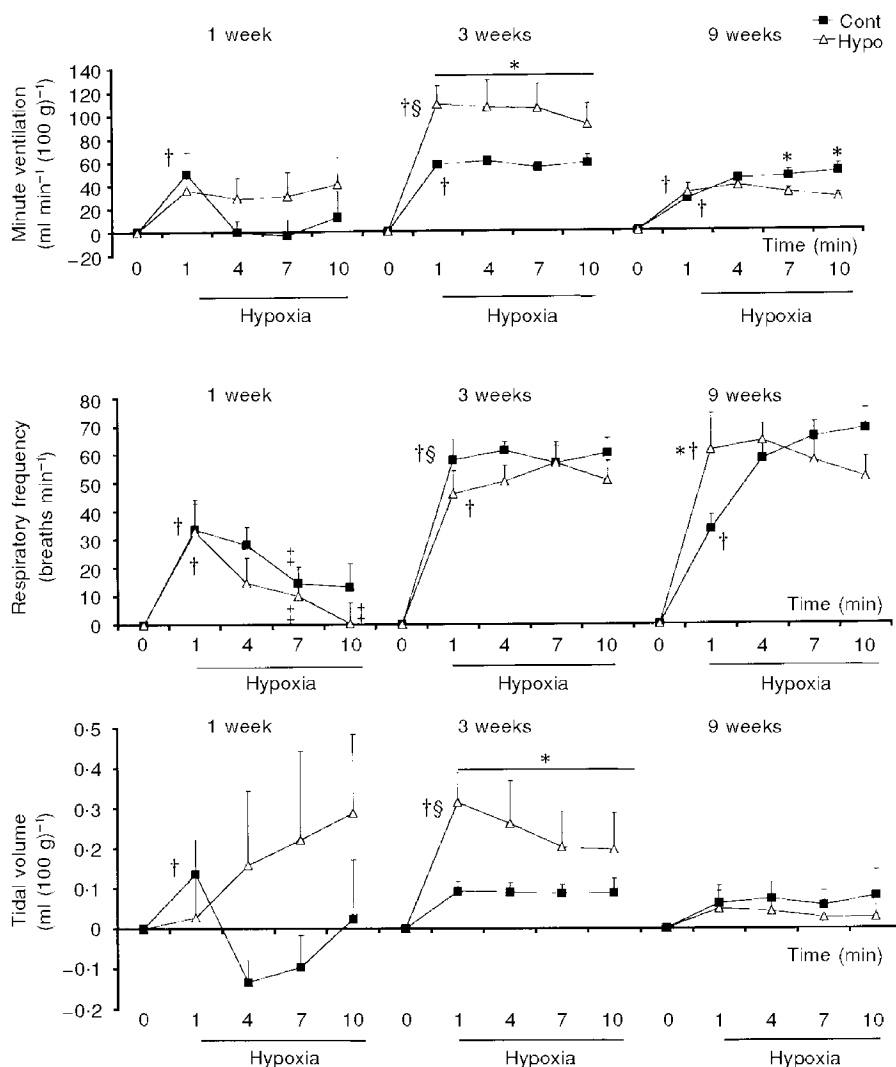 Cont
Hypo
1 week 3 weeks 9 weeks
Minute ventilation
(ml min⁻¹ (100 g)⁻¹)
140
120
100
80
60
40
20
0
−20
†
†§
*
†
†
†
*
*
Time (min)
0 1 4 7 10 0 1 4 7 10 0 1 4 7 10
Hypoxia Hypoxia Hypoxia
1 week 3 weeks 9 weeks
Respiratory frequency
(breaths min⁻¹)
80
70
60
50
40
30
20
10
0
†
†
‡
‡
‡
†§
†
*†
†
Time (min)
0 1 4 7 10 0 1 4 7 10 0 1 4 7 10
Hypoxia Hypoxia Hypoxia
1 week 3 weeks 9 weeks
Tidal volume
(ml (100 g)⁻¹)
0·5
0·4
0·3
0·2
0·1
0
−0·1
−0·2
†
†§
*
Time (min)
0 1 4 7 10 0 1 4 7 10 0 1 4 7 10
Hypoxia Hypoxia Hypoxia